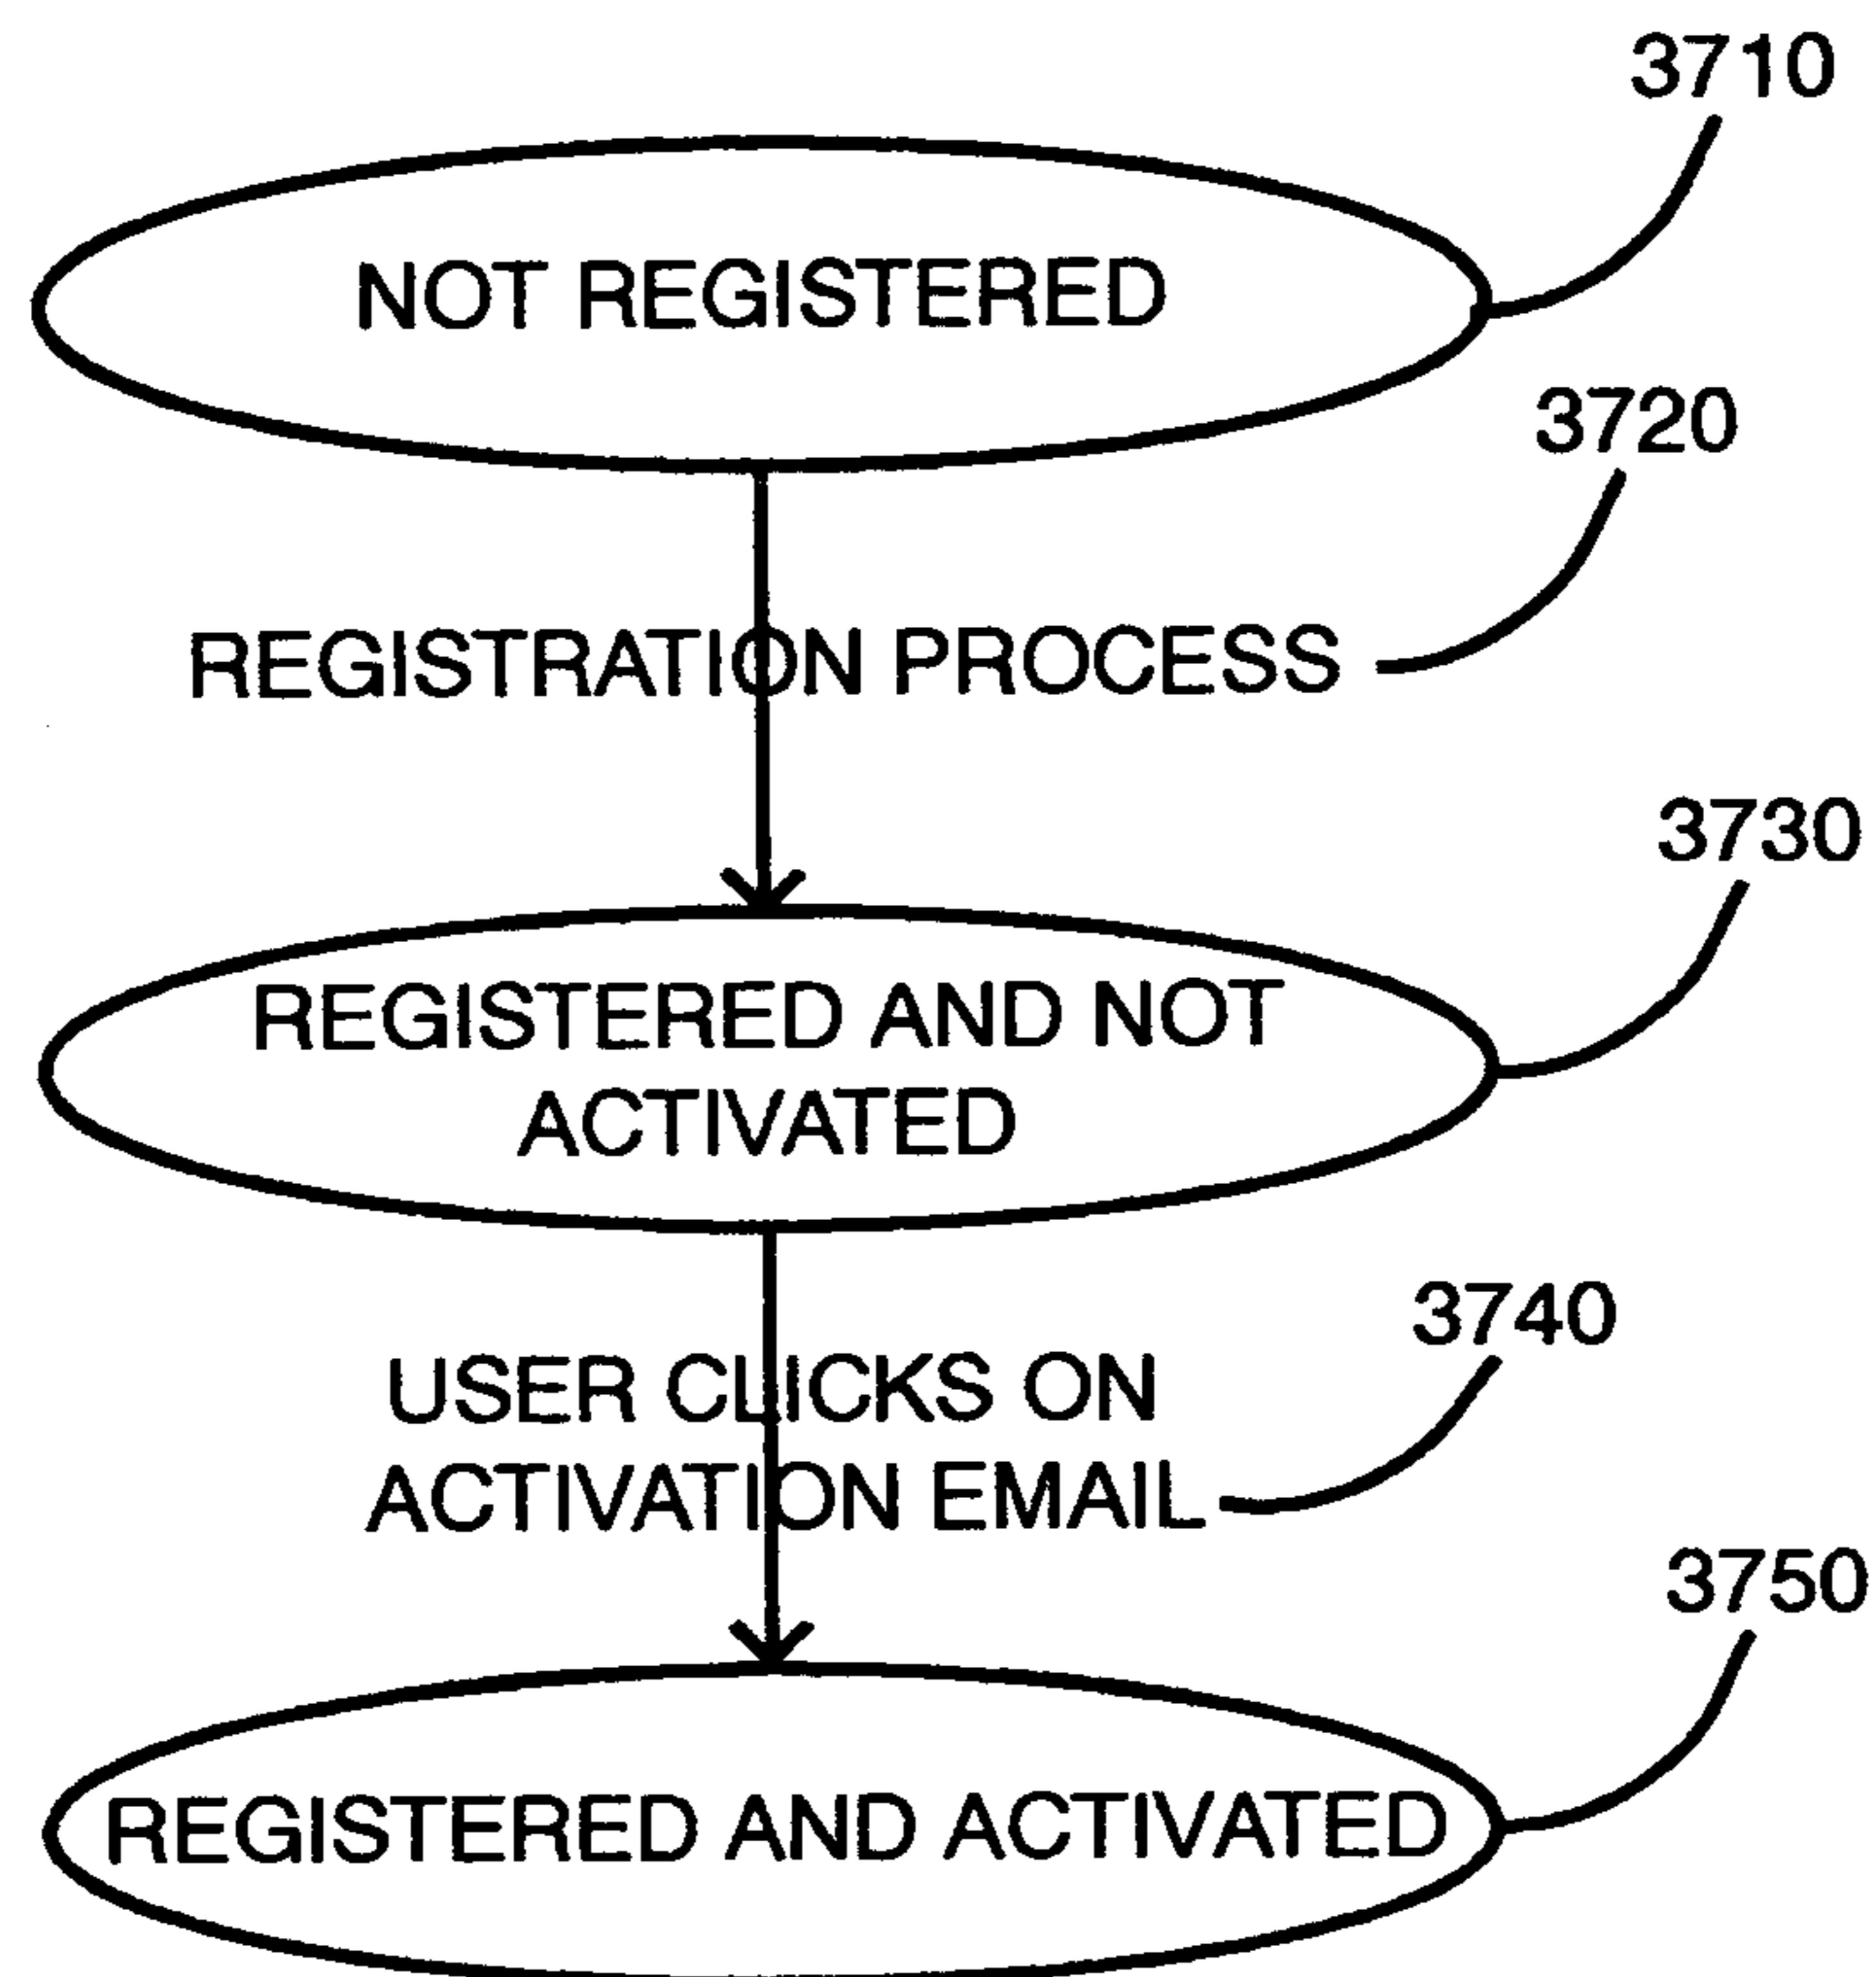 3710
NOT REGISTERED
3720
REGISTRATION PROCESS
3730
REGISTERED AND NOT
ACTIVATED
3740
USER CLICKS ON
ACTIVATION EMAIL
3750
REGISTERED AND ACTIVATED